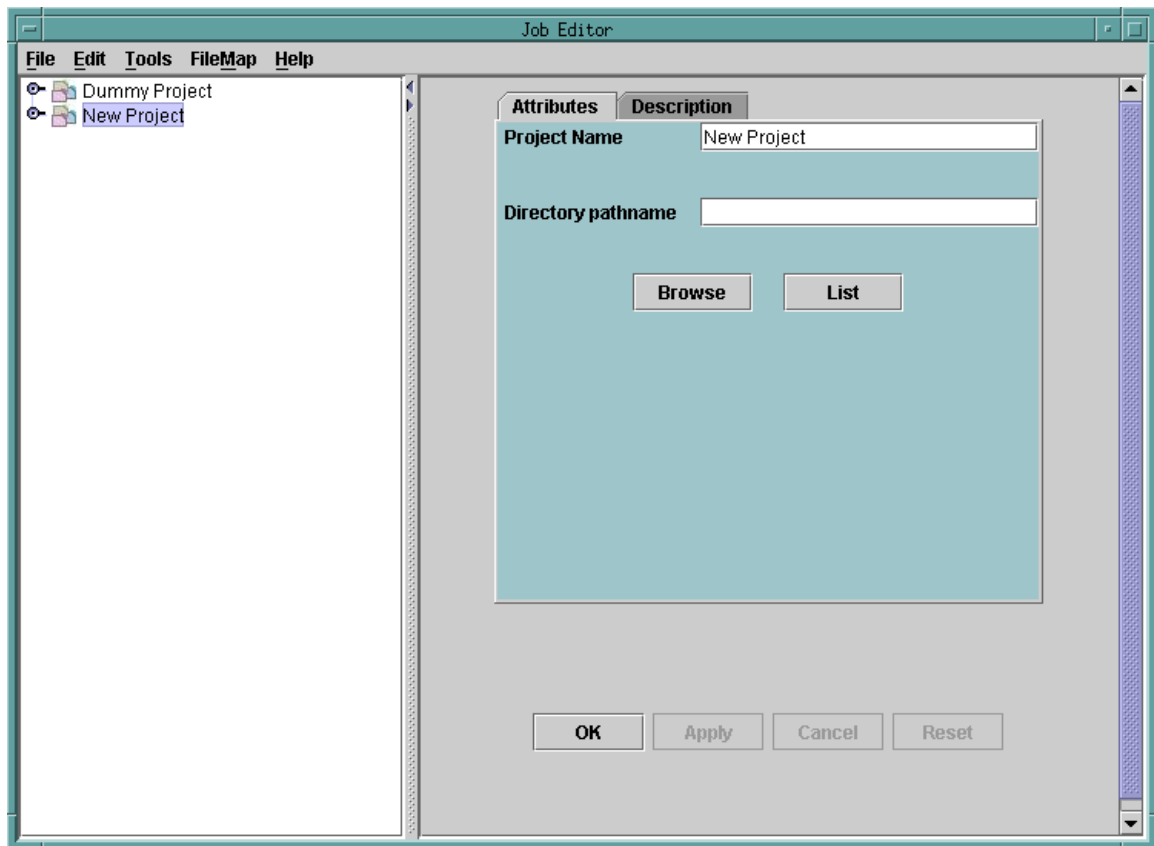 Job Editor
File Edit Tools FileMap Help
Dummy Project
New Project
Attributes Description
Project Name New Project
Directory pathname
Browse List
OK Apply Cancel Reset